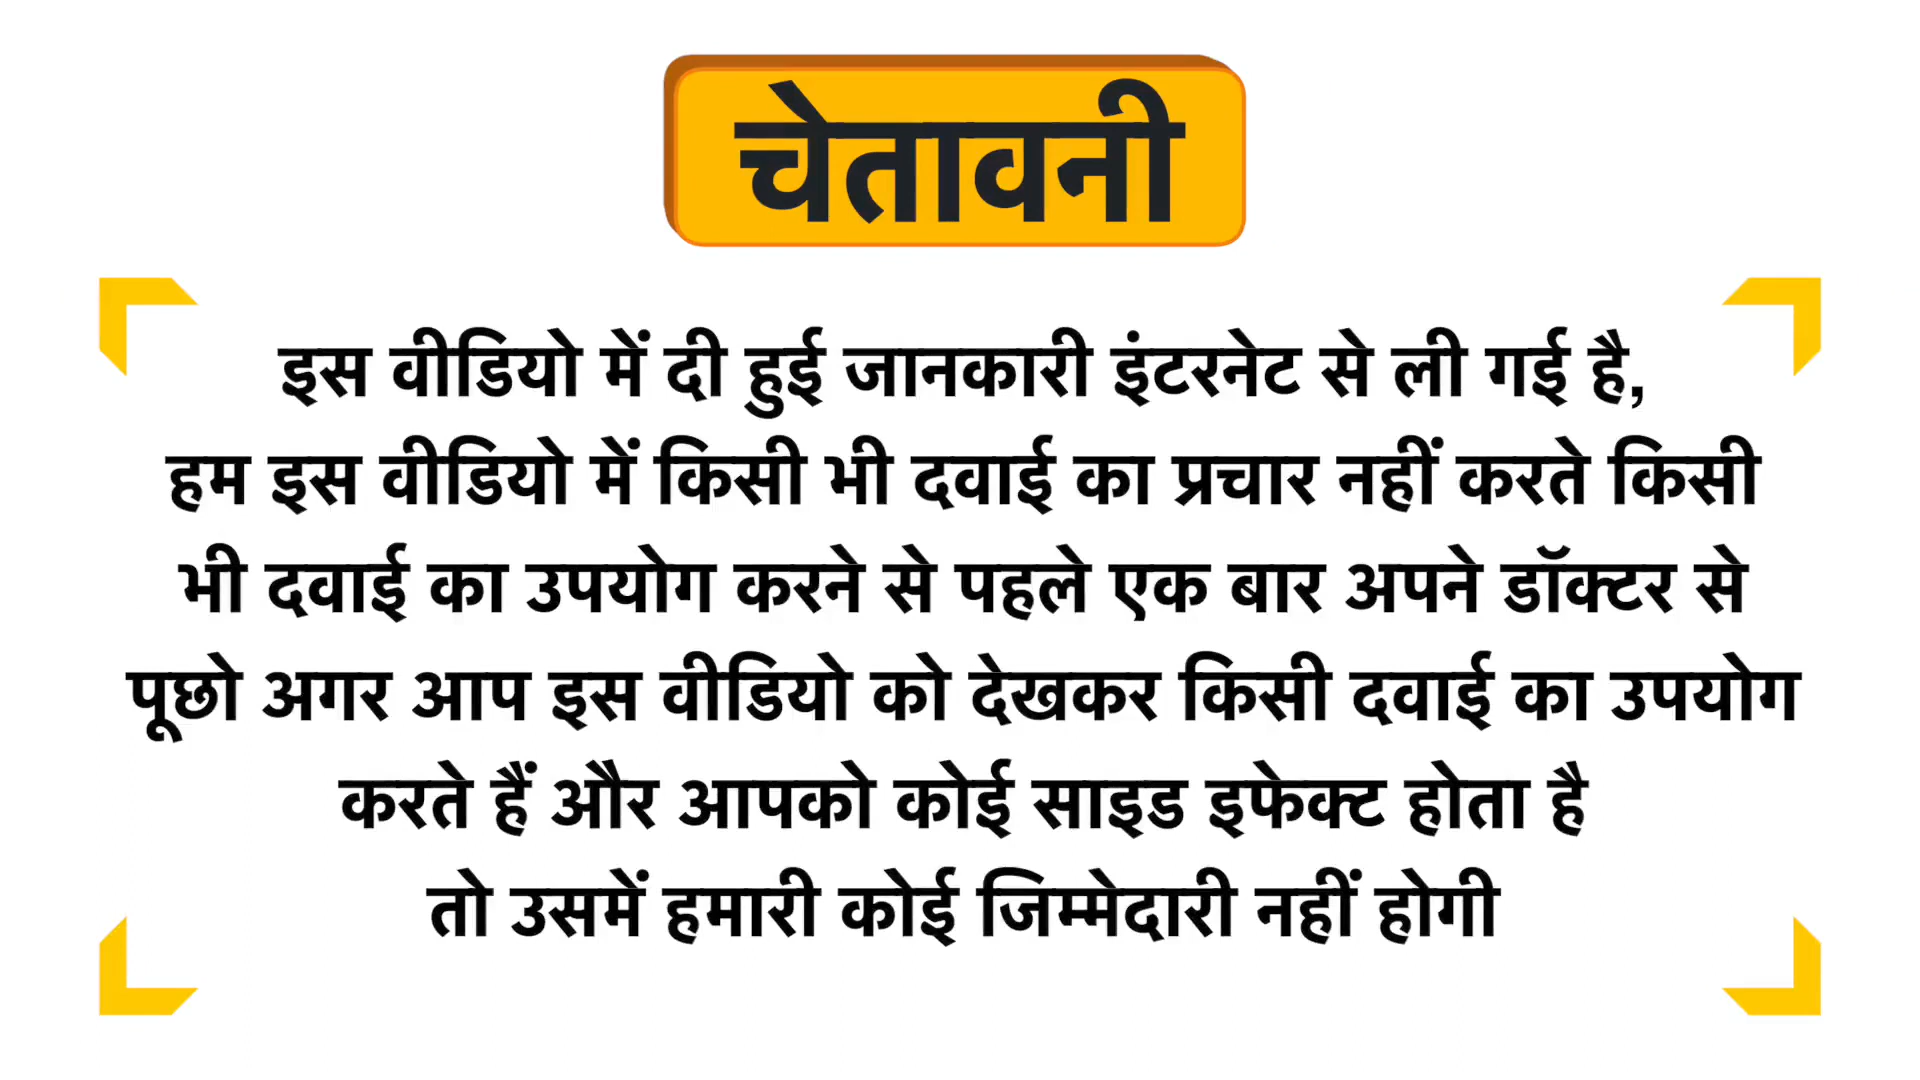 चेतावनी
इस वीडियो में दी हुई जानकारी इंटरनेट से ली गई है,
हम इस वीडियो में किसी भी दवाई का प्रचार नहीं करते किसी
भी दवाई का उपयोग करने से पहले एक बार अपने डॉक्टर से
पूछो अगर आप इस वीडियो को देखकर किसी दवाई का उपयोग
करते हैं और आपको कोई साइड इफेक्ट होता है
तो उसमें हमारी कोई जिम्मेदारी नहीं होगी